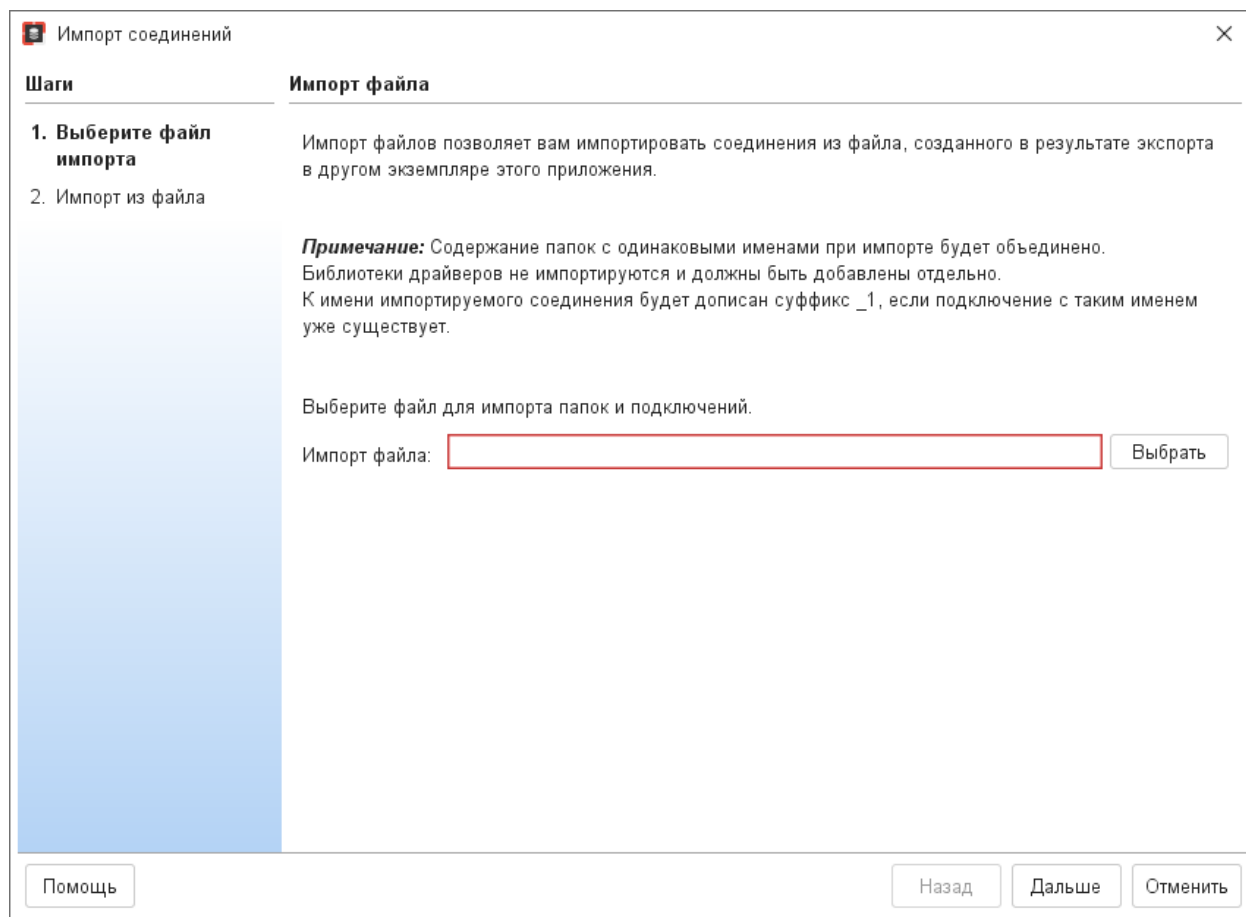 Импорт соединений
Шаги
1. Выберите файл
импорта
2. Импорт из файла
Импорт файла
Импорт файлов позволяет вам импортировать соединения из файла, созданного в результате экспорта
в другом экземпляре этого приложения.
Примечание: Содержание папок с одинаковыми именами при импорте будет объединено.
Библиотеки драйверов не импортируются и должны быть добавлены отдельно.
К имени импортируемого соединения будет дописан суффикс _1, если подключение с таким именем
уже существует.
Выберите файл для импорта папок и подключений.
Импорт файла:
Выбрать
Помощь
Назад
Дальше
Отменить